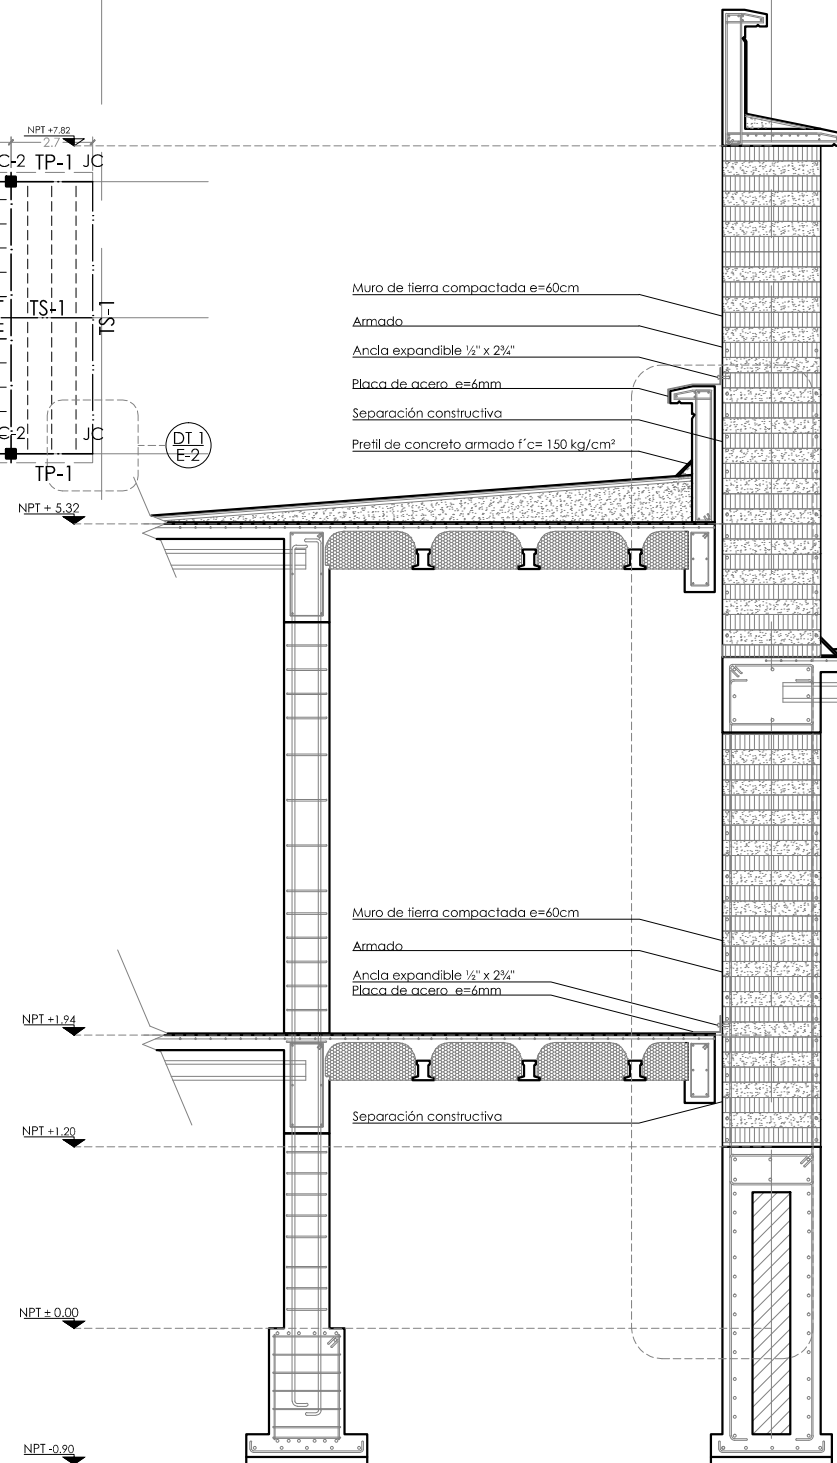 NPT +7.82
2.7
C-2 TP-1 JC
TS-1
TS-1
C-2 JC
TP-1
DT 1
E-2
Muro de tierra compactada e=60cm
Armado
Ancla expandible ½" x 2¾"
Placa de acero e=6mm
Separación constructiva
Pretil de concreto armado f´c= 150 kg/cm²
NPT + 5.32
Muro de tierra compactada e=60cm
Armado
Ancla expandible ½" x 2¾"
Placa de acero e=6mm
NPT +1.94
Separación constructiva
NPT +1.20
NPT ± 0.00
NPT -0.90